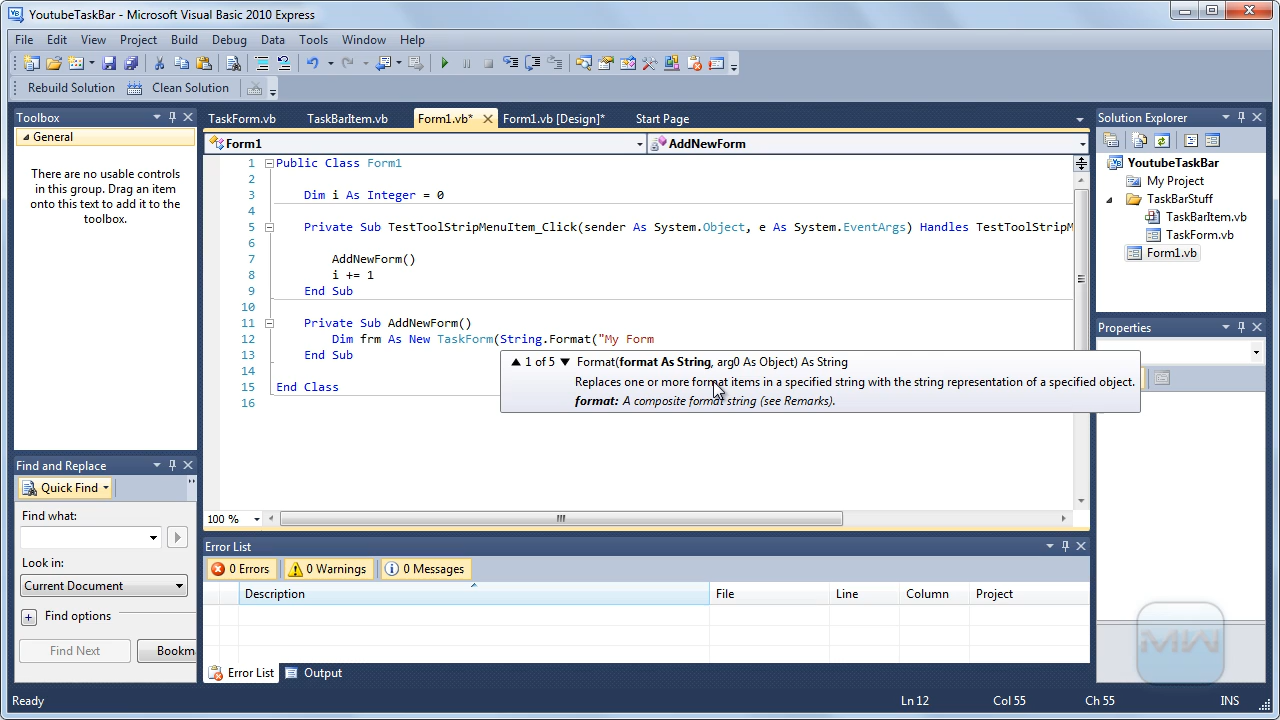 YoutubeTaskBar - Microsoft Visual Basic 2010 Express
File Edit View Project Build Debug Data Tools Window Help
Rebuild Solution Clean Solution
Toolbox
General
There are no usable controls
in this group. Drag an item
onto this text to add it to the
toolbox.
TaskForm.vb TaskBarItem.vb Form1.vb* Form1.vb [Design]* Start Page
Form1 AddNewForm
1 Public Class Form1
2
3 Dim i As Integer = 0
4
5 Private Sub TestToolStripMenuItem_Click(sender As System.Object, e As System.EventArgs) Handles TestToolStripM
6
7 AddNewForm()
8 i += 1
9 End Sub
10
11 Private Sub AddNewForm()
12 Dim frm As New TaskForm(String.Format("My Form
13 End Sub
14
15 End Class
16
1 of 5 Format(format As String, arg0 As Object) As String
Replaces one or more format items in a specified string with the string representation of a specified object.
format: A composite format string (see Remarks).
100 %
Solution Explorer
YoutubeTaskBar
My Project
TaskBarStuff
TaskBarItem.vb
TaskForm.vb
Form1.vb
Properties
Find and Replace
Quick Find
Find what:
Look in:
Current Document
Find options
Find Next Bookm
Error List
0 Errors 0 Warnings 0 Messages
Description File Line Column Project
Error List Output
MW
Ready Ln 12 Col 55 Ch 55 INS